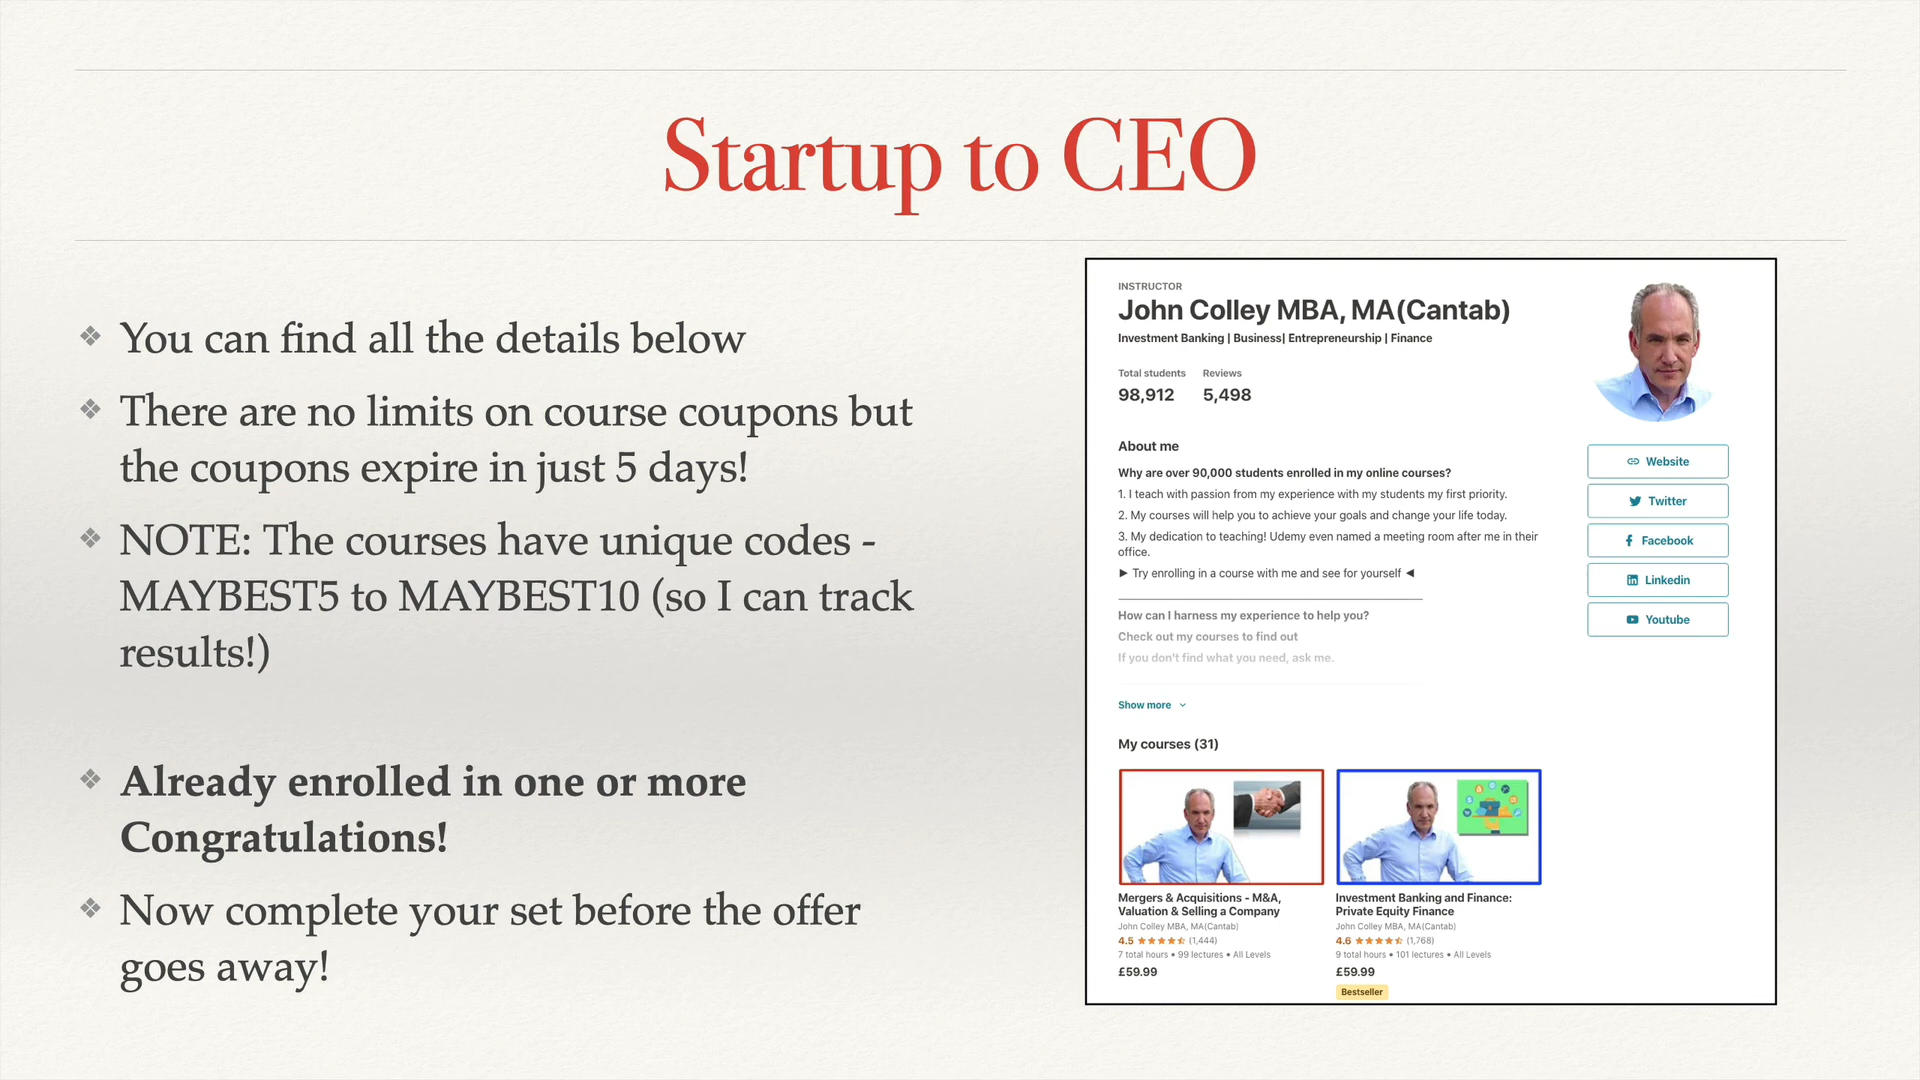 Startup to CEO
You can find all the details below
There are no limits on course coupons but
the coupons expire in just 5 days!
NOTE: The courses have unique codes -
MAYBEST5 to MAYBEST10 (so I can track
results!)
Already enrolled in one or more
Congratulations!
Now complete your set before the offer
goes away!
INSTRUCTOR
John Colley MBA, MA(Cantab)
Investment Banking | Business| Entrepreneurship | Finance
Total students Reviews
98,912 5,498
About me
Why are over 90,000 students enrolled in my online courses?
1. I teach with passion from my experience with my students my first priority.
2. My courses will help you to achieve your goals and change your life today.
3. My dedication to teaching! Udemy even named a meeting room after me in their
office.
► Try enrolling in a course with me and see for yourself ◄
How can I harness my experience to help you?
Check out my courses to find out
If you don't find what you need, ask me.
Show more
Website
Twitter
Facebook
Linkedin
Youtube
My courses (31)
Mergers & Acquisitions - M&A,
Valuation & Selling a Company
John Colley MBA, MA(Cantab)
4.5 (1,444)
7 total hours • 99 lectures • All Levels
£59.99
Investment Banking and Finance:
Private Equity Finance
John Colley MBA, MA(Cantab)
4.6 (1,768)
9 total hours • 101 lectures • All Levels
£59.99
Bestseller